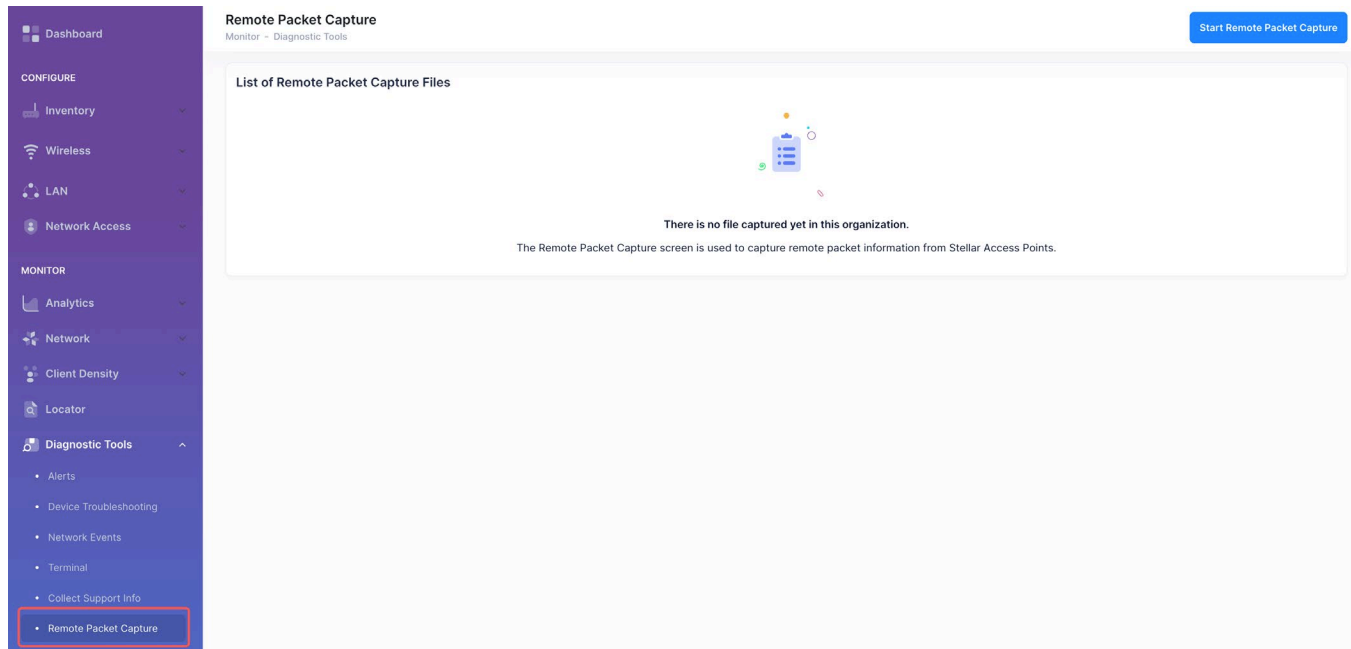 Dashboard
CONFIGURE
Inventory
Wireless
LAN
Network Access
MONITOR
Analytics
Network
Client Density
Locator
Diagnostic Tools
• Alerts
• Device Troubleshooting
• Network Events
• Terminal
• Collect Support Info
• Remote Packet Capture
Remote Packet Capture
Monitor - Diagnostic Tools
Start Remote Packet Capture
List of Remote Packet Capture Files
There is no file captured yet in this organization.
The Remote Packet Capture screen is used to capture remote packet information from Stellar Access Points.